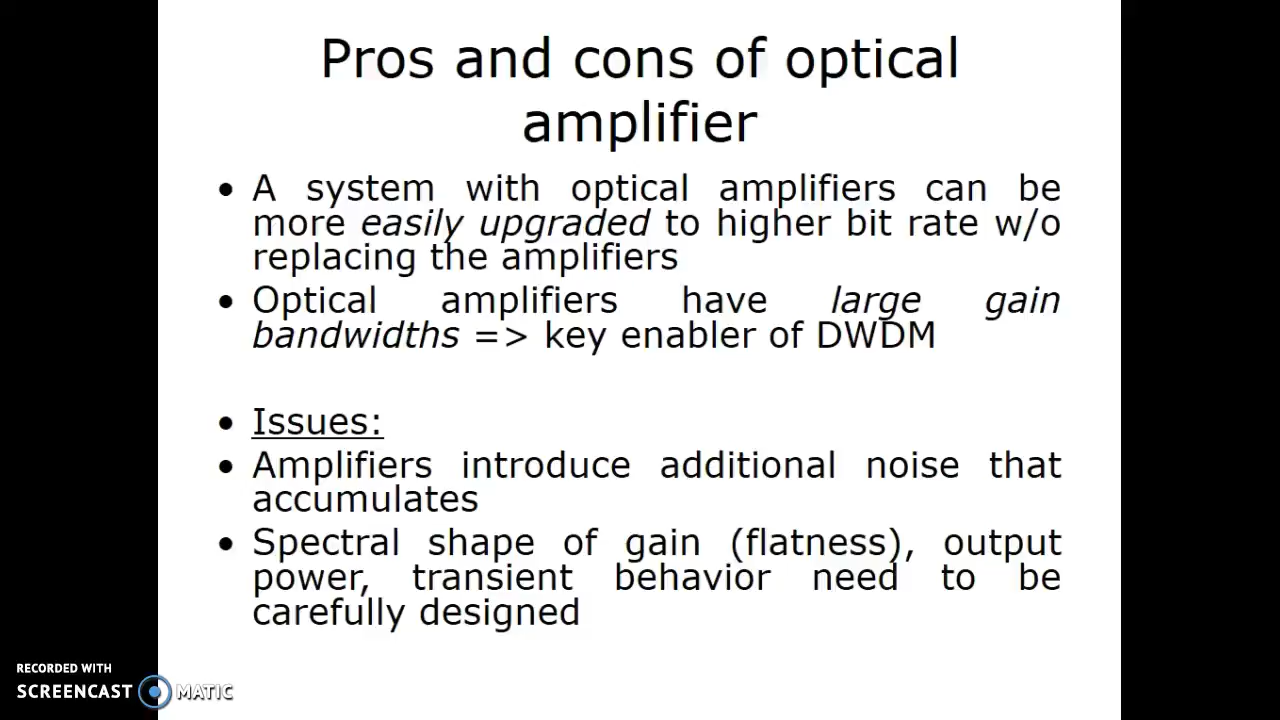 Pros and cons of optical
amplifier
• A system with optical amplifiers can be
more easily upgraded to higher bit rate w/o
replacing the amplifiers
• Optical amplifiers have large gain
bandwidths => key enabler of DWDM
• Issues:
• Amplifiers introduce additional noise that
accumulates
• Spectral shape of gain (flatness), output
power, transient behavior need to be
carefully designed
RECORDED WITH
SCREENCAST MATIC